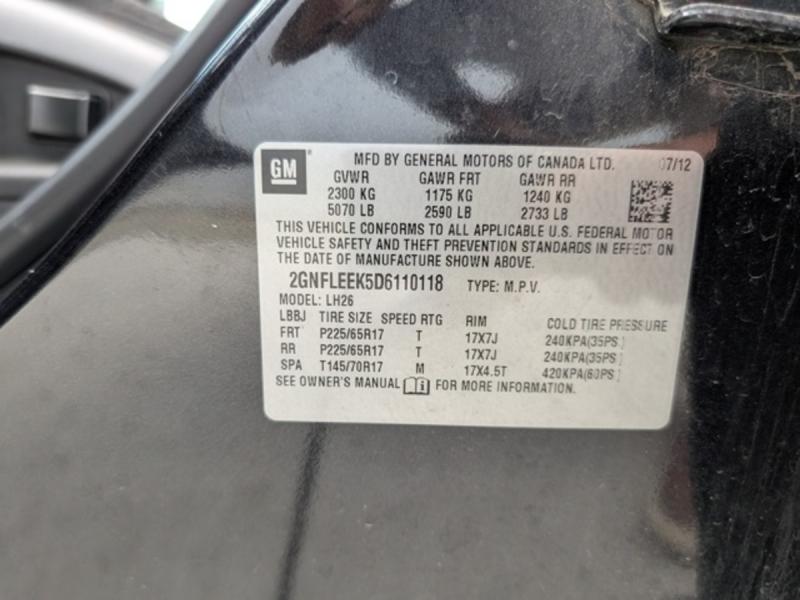 GM MFD BY GENERAL MOTORS OF CANADA LTD. 07/12
GVWR GAWR FRT GAWR RR
2300 KG 1175 KG 1240 KG
5070 LB 2590 LB 2733 LB
THIS VEHICLE CONFORMS TO ALL APPLICABLE U.S. FEDERAL MOTOR
VEHICLE SAFETY AND THEFT PREVENTION STANDARDS IN EFFECT ON
THE DATE OF MANUFACTURE SHOWN ABOVE.
2GNFLEEK5D6110118 TYPE: M.P.V.
MODEL: LH26
LBBJ TIRE SIZE SPEED RTG RIM COLD TIRE PRESSURE
FRT P225/65R17 T 17X7J 240KPA(35PSI)
RR P225/65R17 T 17X7J 240KPA(35PSI)
SPA T145/70R17 M 17X4.5T 420KPA(60PSI)
SEE OWNER'S MANUAL FOR MORE INFORMATION.